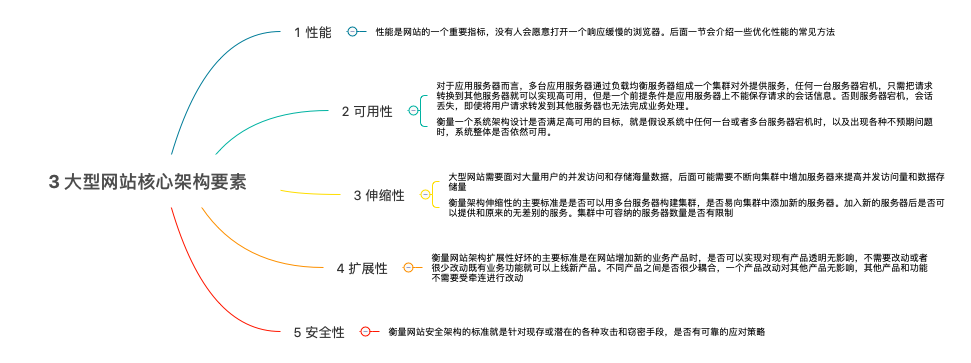 1 性能
性能是网站的一个重要指标，没有人会愿意打开一个响应缓慢的浏览器。后面一节会介绍一些优化性能的常见方法
2 可用性
对于应用服务器而言，多台应用服务器通过负载均衡服务器组成一个集群对外提供服务，任何一台服务器宕机，只需把请求
转换到其他服务器就可以实现高可用，但是一个前提条件是应用服务器上不能保存请求的会话信息。否则服务器宕机，会话
丢失，即使将用户请求转发到其他服务器也无法完成业务处理。
衡量一个系统架构设计是否满足高可用的目标，就是假设系统中任何一台或者多台服务器宕机时，以及出现各种不预期问题
时，系统整体是否依然可用。
3 大型网站核心架构要素
3 伸缩性
大型网站需要面对大量用户的并发访问和存储海量数据，后面可能需要不断向集群中增加服务器来提高并发访问量和数据存
储量
衡量架构伸缩性的主要标准是是否可以用多台服务器构建集群，是否易向集群中添加新的服务器。加入新的服务器后是否可
以提供和原来的无差别的服务。集群中可容纳的服务器数量是否有限制
4 扩展性
衡量网站架构扩展性好坏的主要标准是在网站增加新的业务产品时，是否可以实现对现有产品透明无影响，不需要改动或者
很少改动既有业务功能就可以上线新产品。不同产品之间是否很少耦合，一个产品改动对其他产品无影响，其他产品和功能
不需要受牵连进行改动
5 安全性
衡量网站安全架构的标准就是针对现存或潜在的各种攻击和窃密手段，是否有可靠的应对策略